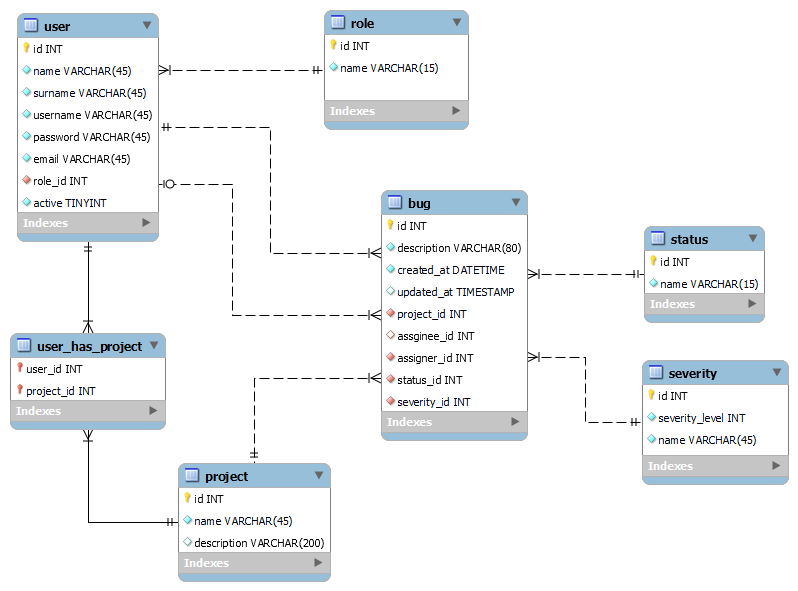 user
id INT
name VARCHAR(45)
surname VARCHAR(45)
username VARCHAR(45)
password VARCHAR(45)
email VARCHAR(45)
role_id INT
active TINYINT
Indexes
role
id INT
name VARCHAR(15)
Indexes
bug
id INT
description VARCHAR(80)
created_at DATETIME
updated_at TIMESTAMP
project_id INT
assginee_id INT
assigner_id INT
status_id INT
severity_id INT
Indexes
status
id INT
name VARCHAR(15)
Indexes
user_has_project
user_id INT
project_id INT
Indexes
severity
id INT
severity_level INT
name VARCHAR(45)
Indexes
project
id INT
name VARCHAR(45)
description VARCHAR(200)
Indexes